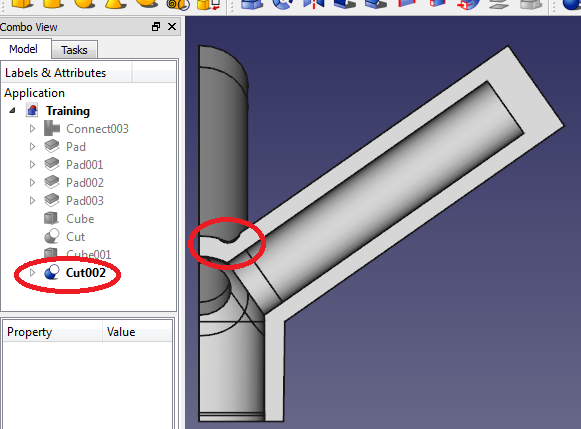 Combo View
Model Tasks
Labels & Attributes
Application
Training
Connect003
Pad
Pad001
Pad002
Pad003
Cube
Cut
Cube001
Cut002
Property Value